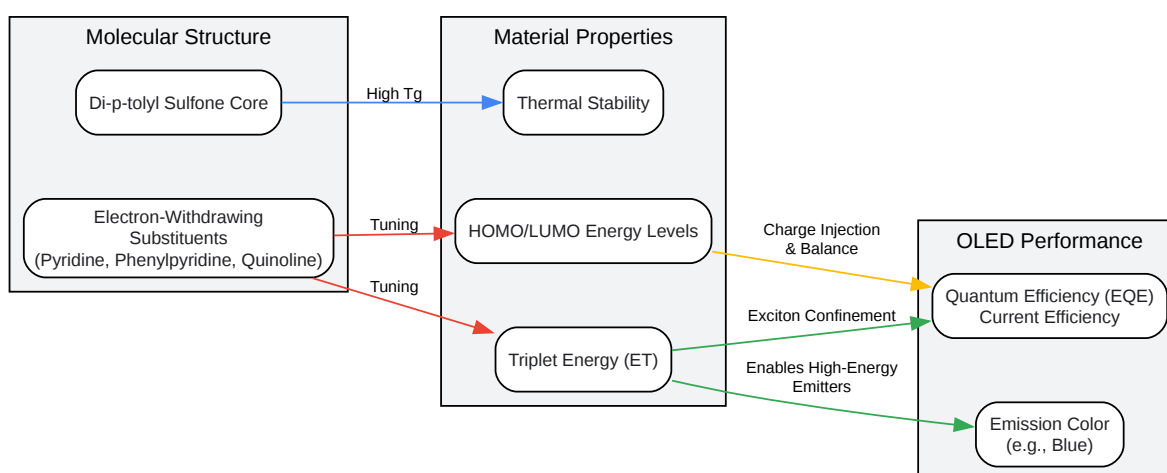 Molecular Structure
Di-p-tolyl Sulfone Core
Electron-Withdrawing
Substituents
(Pyridine, Phenylpyridine, Quinoline)
High Tg
Tuning
Tuning
Material Properties
Thermal Stability
HOMO/LUMO Energy Levels
Triplet Energy (ET)
Charge Injection
& Balance
Exciton Confinement
Enables High-Energy
Emitters
OLED Performance
Quantum Efficiency (EQE)
Current Efficiency
Emission Color
(e.g., Blue)